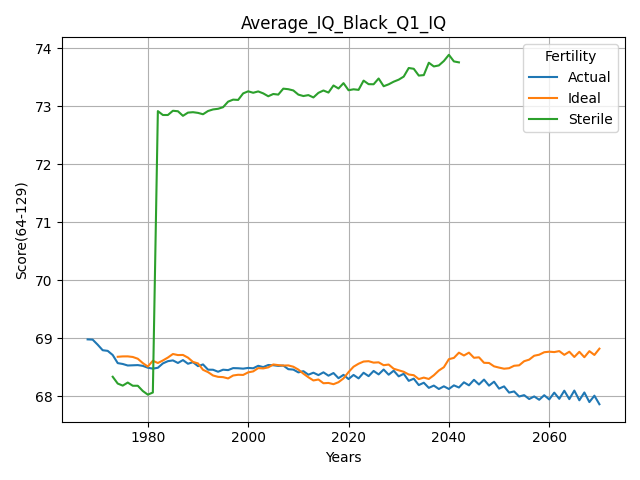 Average_IQ_Black_Q1_IQ
Score(64-129)
74
73
72
71
70
69
68
Fertility
Actual
Ideal
Sterile
1980
2000
2020
2040
2060
Years